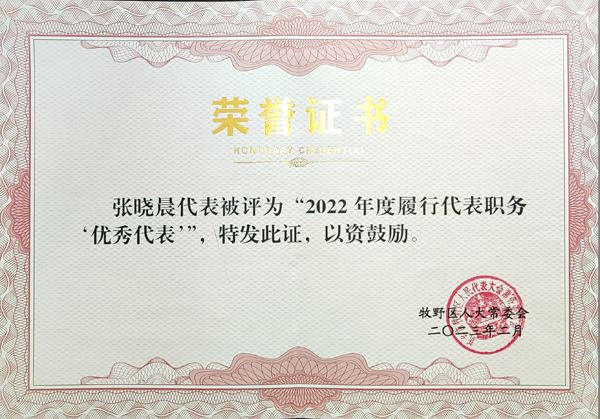 荣誉证书
HONORARY CREDENTIAL
张晓晨代表被评为“2022年度履行代表职务
‘优秀代表’”，特发此证，以资鼓励。
牧野区人大常委会
二〇二三年二月